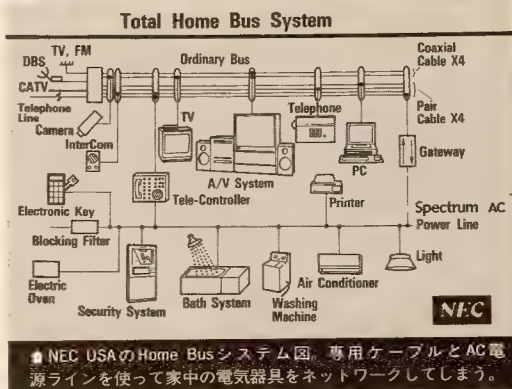 Total Home Bus System
TV, FM
DBS
CATV
Telephone
Line
Camera
InterCom
Ordinary Bus
Coaxial
Cable X4
Pair
Cable X4
TV
A/V System
Telephone
PC
Gateway
Tele-Controller
Printer
Electronic Key
Blocking Filter
Spectrum AC
Power Line
Electric
Oven
Security System
Bath System
Washing
Machine
Air Conditioner
Light
NEC
NEC USAのHome Busシステム図。専用ケーブルとAC電
源ラインを使って家中の電気器具をネットワークしてしまう。